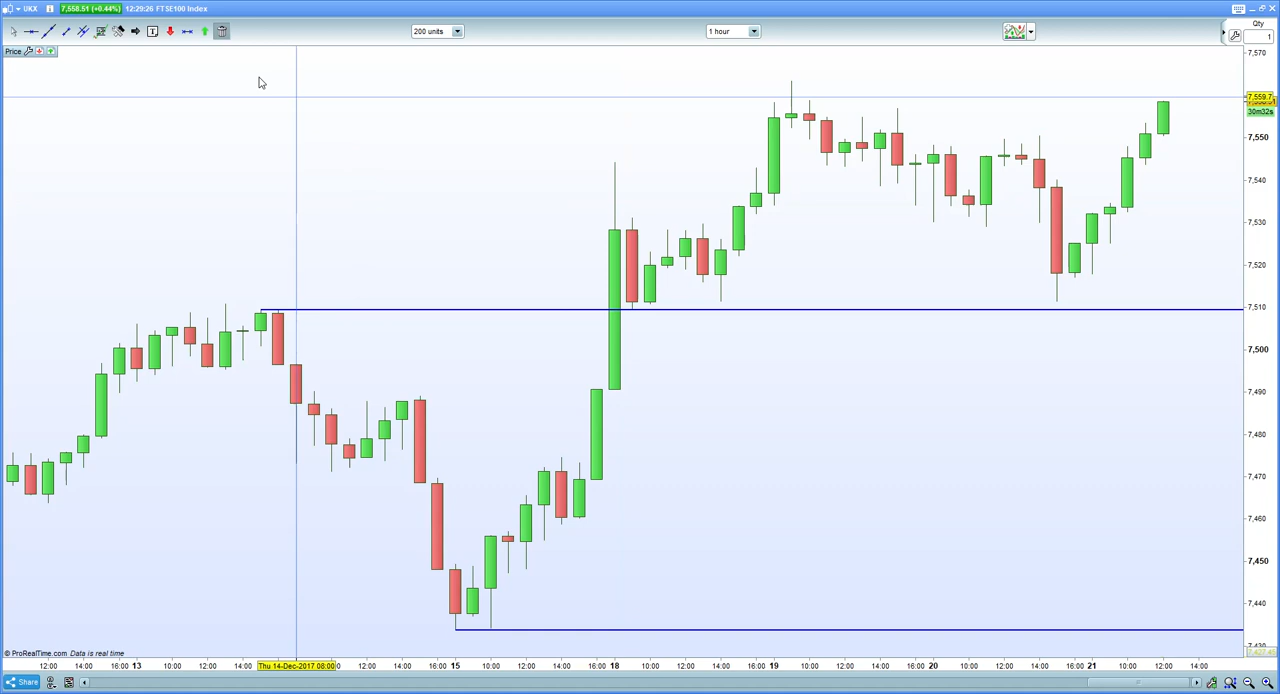 UKX 7,558.51 (+0.44%) 12:29:26 FTSE100 Index
200 units 1 hour Qty
1
Price
7,570
7,559.7
30m32s
7,550
7,540
7,530
7,520
7,510
7,500
7,490
7,480
7,470
7,460
7,450
7,440
7,430
7,427.45
© ProRealTime.com Data is real time
12:00 14:00 16:00 13 10:00 12:00 14:00 Thu 14-Dec-2017 08:00 12:00 14:00 16:00 15 10:00 12:00 14:00 16:00 18 10:00 12:00 14:00 16:00 19 10:00 12:00 14:00 16:00 20 10:00 12:00 14:00 16:00 21 10:00 12:00 14:00
Share